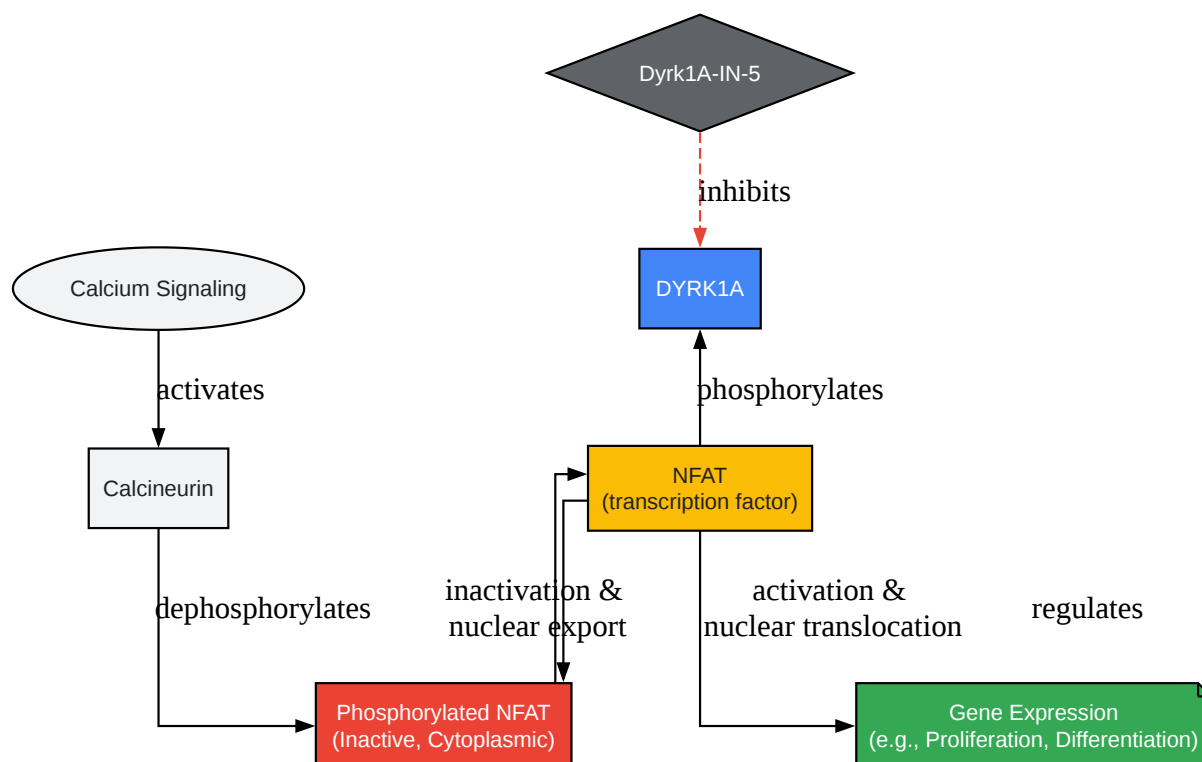 Dyrk1A-IN-5
inhibits
Calcium Signaling
DYRK1A
activates
phosphorylates
Calcineurin
NFAT
(transcription factor)
dephosphorylates
inactivation &
nuclear export
activation &
nuclear translocation
regulates
Phosphorylated NFAT
(Inactive, Cytoplasmic)
Gene Expression
(e.g., Proliferation, Differentiation)